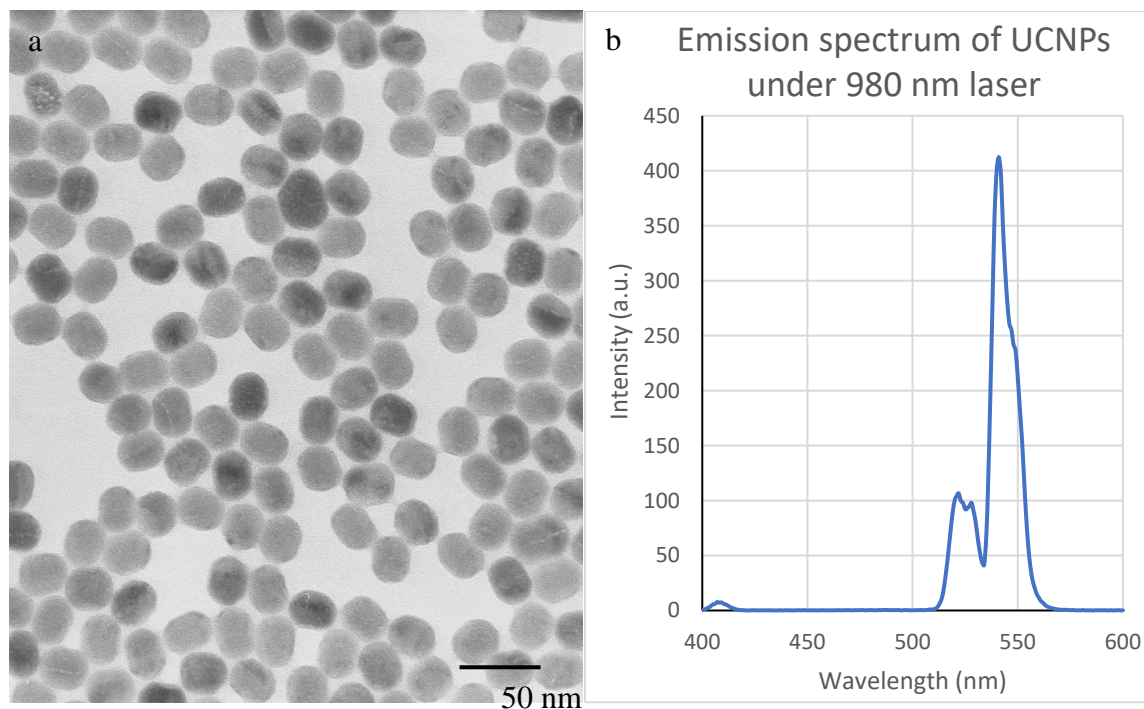 a
50 nm
b
Emission spectrum of UCNPs
under 980 nm laser
Intensity (a.u.)
450
400
350
300
250
200
150
100
50
0
400 450 500 550 600
Wavelength (nm)